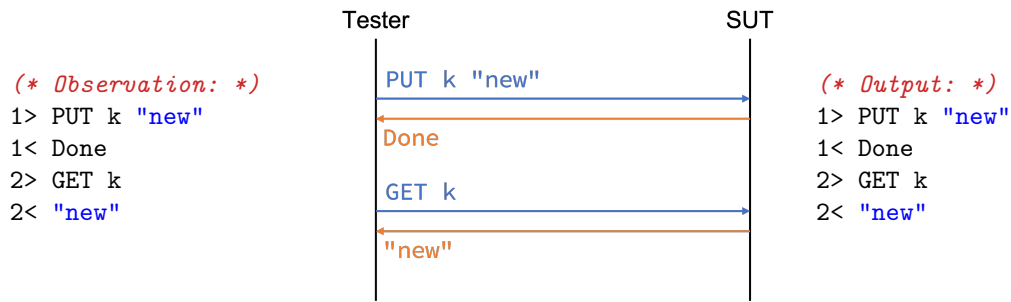 Tester
SUT
(* Observation: *)
1> PUT k "new"
1< Done
2> GET k
2< "new"
PUT k "new"
Done
GET k
"new"
(* Output: *)
1> PUT k "new"
1< Done
2> GET k
2< "new"